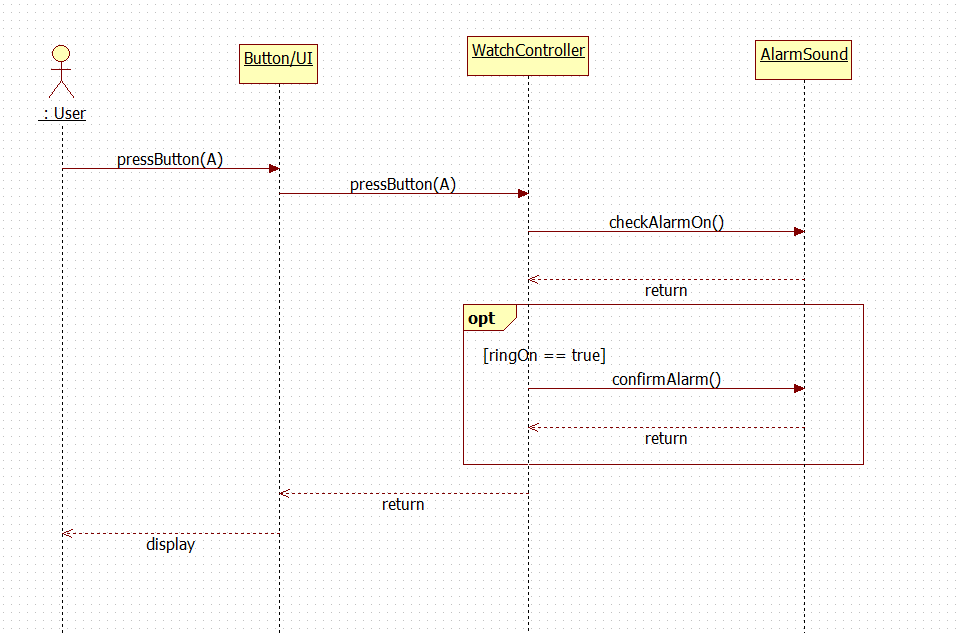 Button/UI
WatchController
AlarmSound
: User
pressButton(A)
pressButton(A)
checkAlarmOn()
return
opt
[ringOn == true]
confirmAlarm()
return
return
display